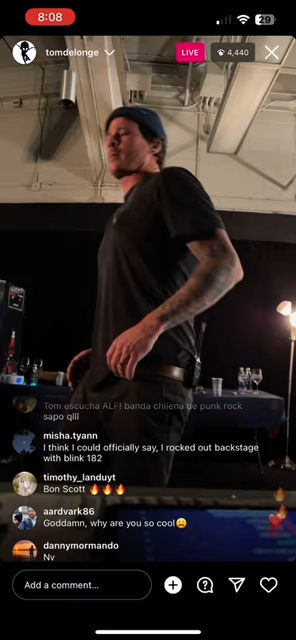 8:08
29
tomdelonge
LIVE
4,440
Tom escucha ALF! banda chilena de punk rock
sapo qlll
misha.tyann
I think I could officially say, I rocked out backstage
with blink 182
timothy_landuyt
Bon Scott 🔥🔥🔥
aardvark86
Goddamn, why are you so cool😩
dannymormando
Ny
Add a comment...